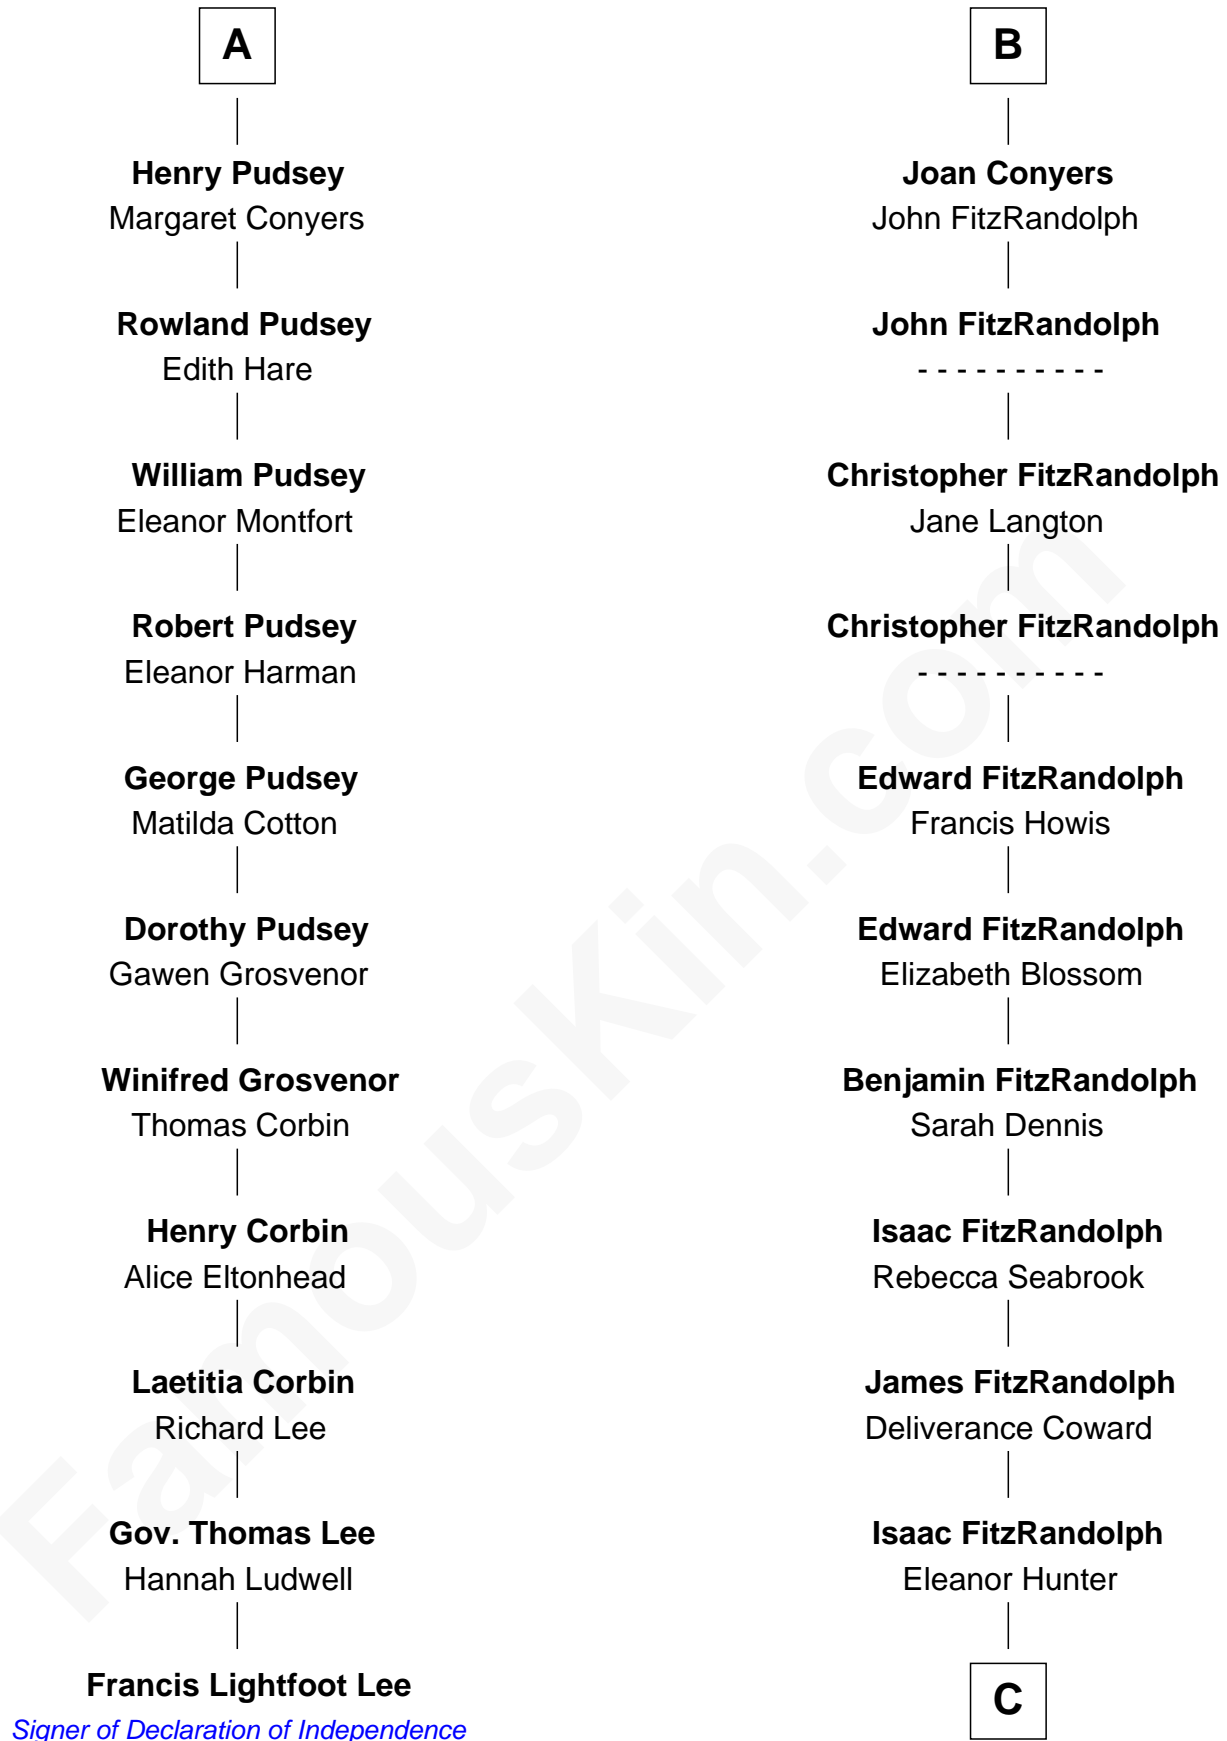 A
Henry Pudsey
Margaret Conyers
Rowland Pudsey
Edith Hare
William Pudsey
Eleanor Montfort
Robert Pudsey
Eleanor Harman
George Pudsey
Matilda Cotton
Dorothy Pudsey
Gawen Grosvenor
Winifred Grosvenor
Thomas Corbin
Henry Corbin
Alice Eltonhead
Laetitia Corbin
Richard Lee
Gov. Thomas Lee
Hannah Ludwell
Francis Lightfoot Lee
Signer of Declaration of Independence
B
Joan Conyers
John FitzRandolph
John FitzRandolph
- - - - - - - - - -
Christopher FitzRandolph
Jane Langton
Christopher FitzRandolph
- - - - - - - - - -
Edward FitzRandolph
Francis Howis
Edward FitzRandolph
Elizabeth Blossom
Benjamin FitzRandolph
Sarah Dennis
Isaac FitzRandolph
Rebecca Seabrook
James FitzRandolph
Deliverance Coward
Isaac FitzRandolph
Eleanor Hunter
C
FamousKin.com